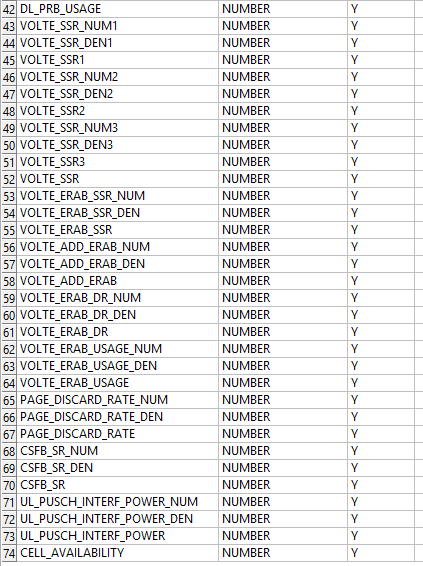 42 DL_PRB_USAGE NUMBER Y
43 VOLTE_SSR_NUM1 NUMBER Y
44 VOLTE_SSR_DEN1 NUMBER Y
45 VOLTE_SSR1 NUMBER Y
46 VOLTE_SSR_NUM2 NUMBER Y
47 VOLTE_SSR_DEN2 NUMBER Y
48 VOLTE_SSR2 NUMBER Y
49 VOLTE_SSR_NUM3 NUMBER Y
50 VOLTE_SSR_DEN3 NUMBER Y
51 VOLTE_SSR3 NUMBER Y
52 VOLTE_SSR NUMBER Y
53 VOLTE_ERAB_SSR_NUM NUMBER Y
54 VOLTE_ERAB_SSR_DEN NUMBER Y
55 VOLTE_ERAB_SSR NUMBER Y
56 VOLTE_ADD_ERAB_NUM NUMBER Y
57 VOLTE_ADD_ERAB_DEN NUMBER Y
58 VOLTE_ADD_ERAB NUMBER Y
59 VOLTE_ERAB_DR_NUM NUMBER Y
60 VOLTE_ERAB_DR_DEN NUMBER Y
61 VOLTE_ERAB_DR NUMBER Y
62 VOLTE_ERAB_USAGE_NUM NUMBER Y
63 VOLTE_ERAB_USAGE_DEN NUMBER Y
64 VOLTE_ERAB_USAGE NUMBER Y
65 PAGE_DISCARD_RATE_NUM NUMBER Y
66 PAGE_DISCARD_RATE_DEN NUMBER Y
67 PAGE_DISCARD_RATE NUMBER Y
68 CSFB_SR_NUM NUMBER Y
69 CSFB_SR_DEN NUMBER Y
70 CSFB_SR NUMBER Y
71 UL_PUSCH_INTERF_POWER_NUM NUMBER Y
72 UL_PUSCH_INTERF_POWER_DEN NUMBER Y
73 UL_PUSCH_INTERF_POWER NUMBER Y
74 CELL_AVAILABILITY NUMBER Y